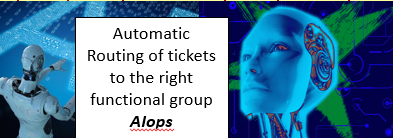 Automatic
Routing of tickets
to the right
functional group
AIops